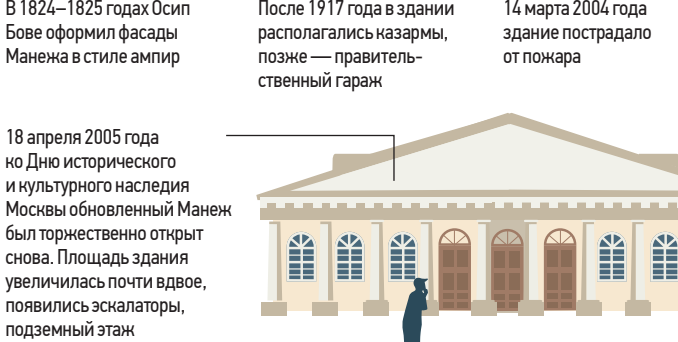 В 1824–1825 годах Осип
Бове оформил фасады
Манежа в стиле ампир
После 1917 года в здании
располагались казармы,
позже — правитель-
ственный гараж
14 марта 2004 года
здание пострадало
от пожара
18 апреля 2005 года
ко Дню исторического
и культурного наследия
Москвы обновленный Манеж
был торжественно открыт
снова. Площадь здания
увеличилась почти вдвое,
появились эскалаторы,
подземный этаж